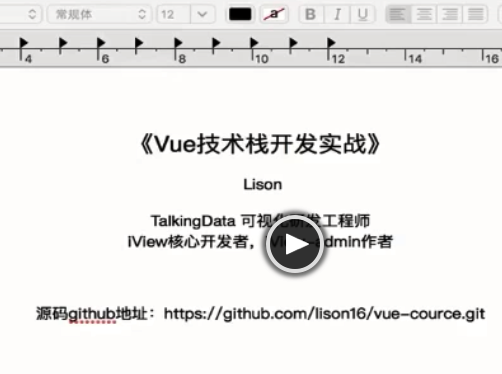 常规体 12 B I U
4 6 8 10 12 14 16
《Vue技术栈开发实战》
Lison
TalkingData 可视化研发工程师
iView核心开发者，
admin作者
源码github地址：https://github.com/lison16/vue-cource.git